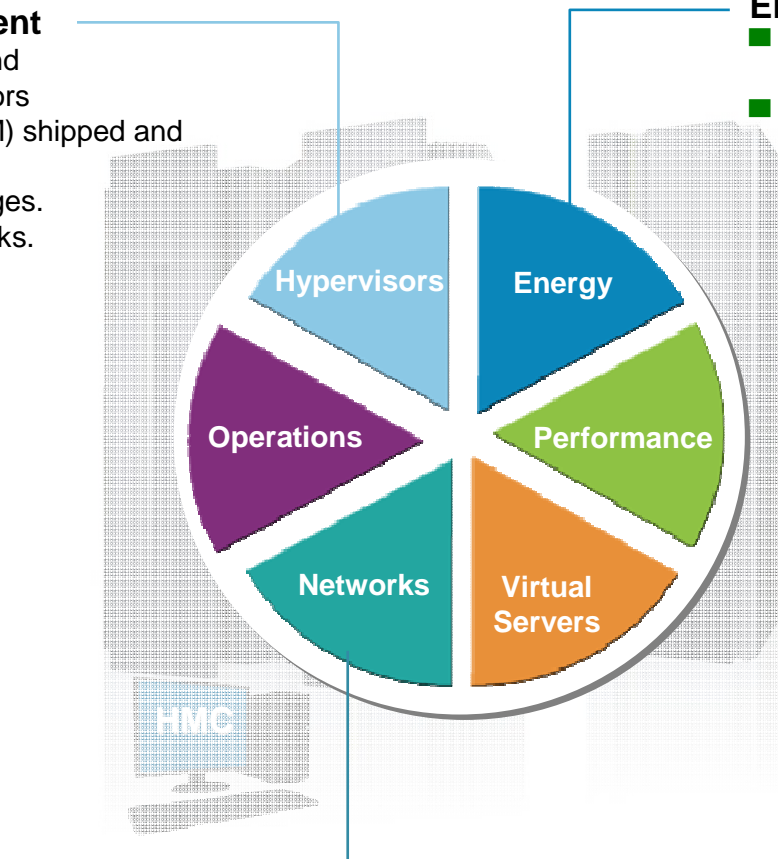 ent
nd
ors
M) shipped and
ges.
ks.
Hypervisors
Energy
Operations
Performance
Networks
Virtual
Servers
HMC